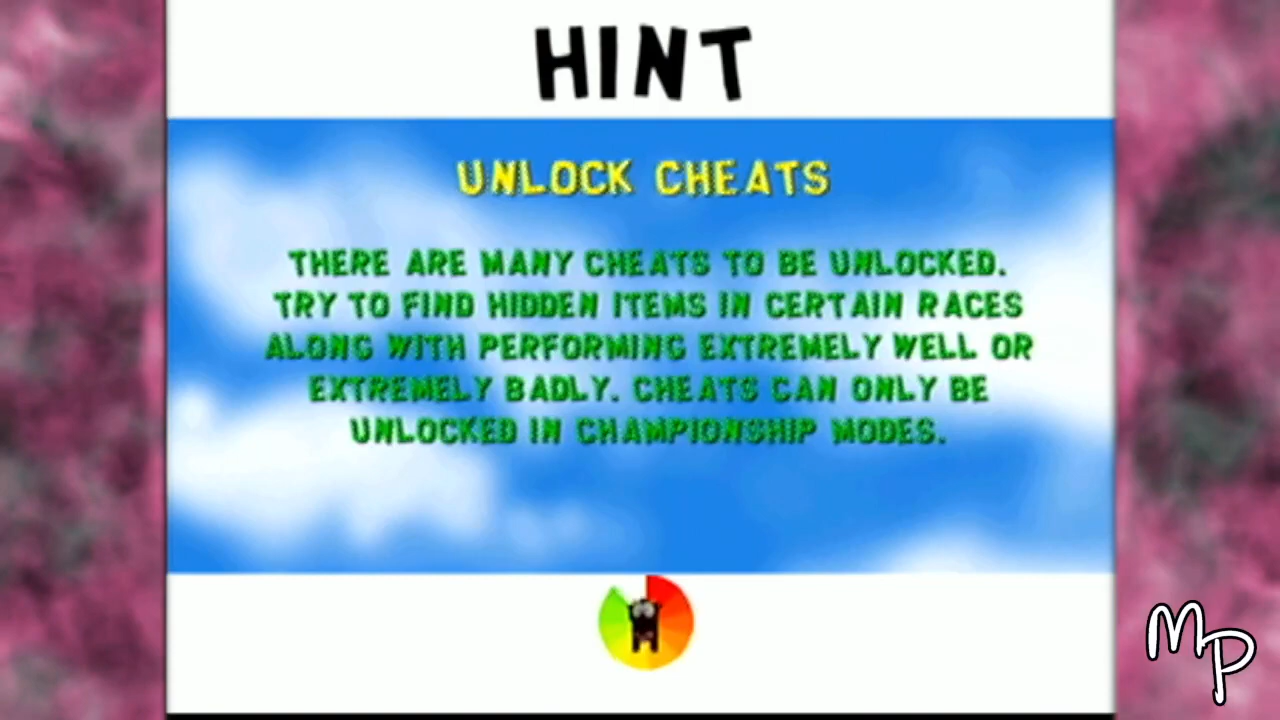 HINT
UNLOCK CHEATS
THERE ARE MANY CHEATS TO BE UNLOCKED.
TRY TO FIND HIDDEN ITEMS IN CERTAIN RACES
ALONG WITH PERFORMING EXTREMELY WELL OR
EXTREMELY BADLY. CHEATS CAN ONLY BE
UNLOCKED IN CHAMPIONSHIP MODES.
MP